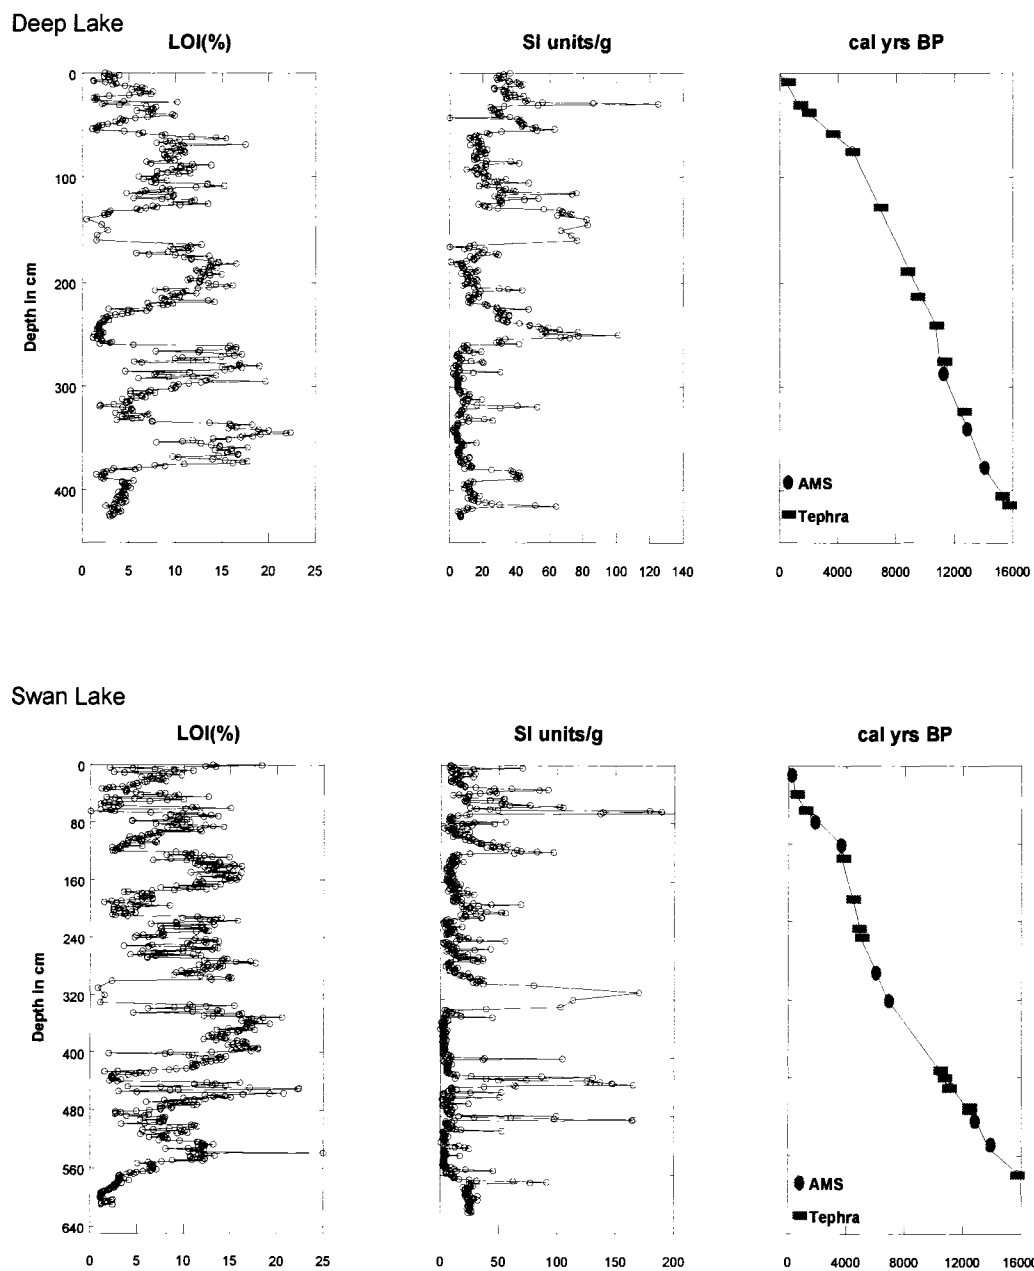 Deep Lake
LOI(%)
SI units/g
cal yrs BP
0
100
200
300
400
Depth in cm
AMS
Tephra
0 5 10 15 20 25
0 20 40 60 80 100 120 140
0 4000 8000 12000 16000
Swan Lake
LOI(%)
SI units/g
cal yrs BP
0
80
160
240
320
400
480
560
640
Depth in cm
AMS
Tephra
0 5 10 15 20 25
0 50 100 150 200
0 4000 8000 12000 16000